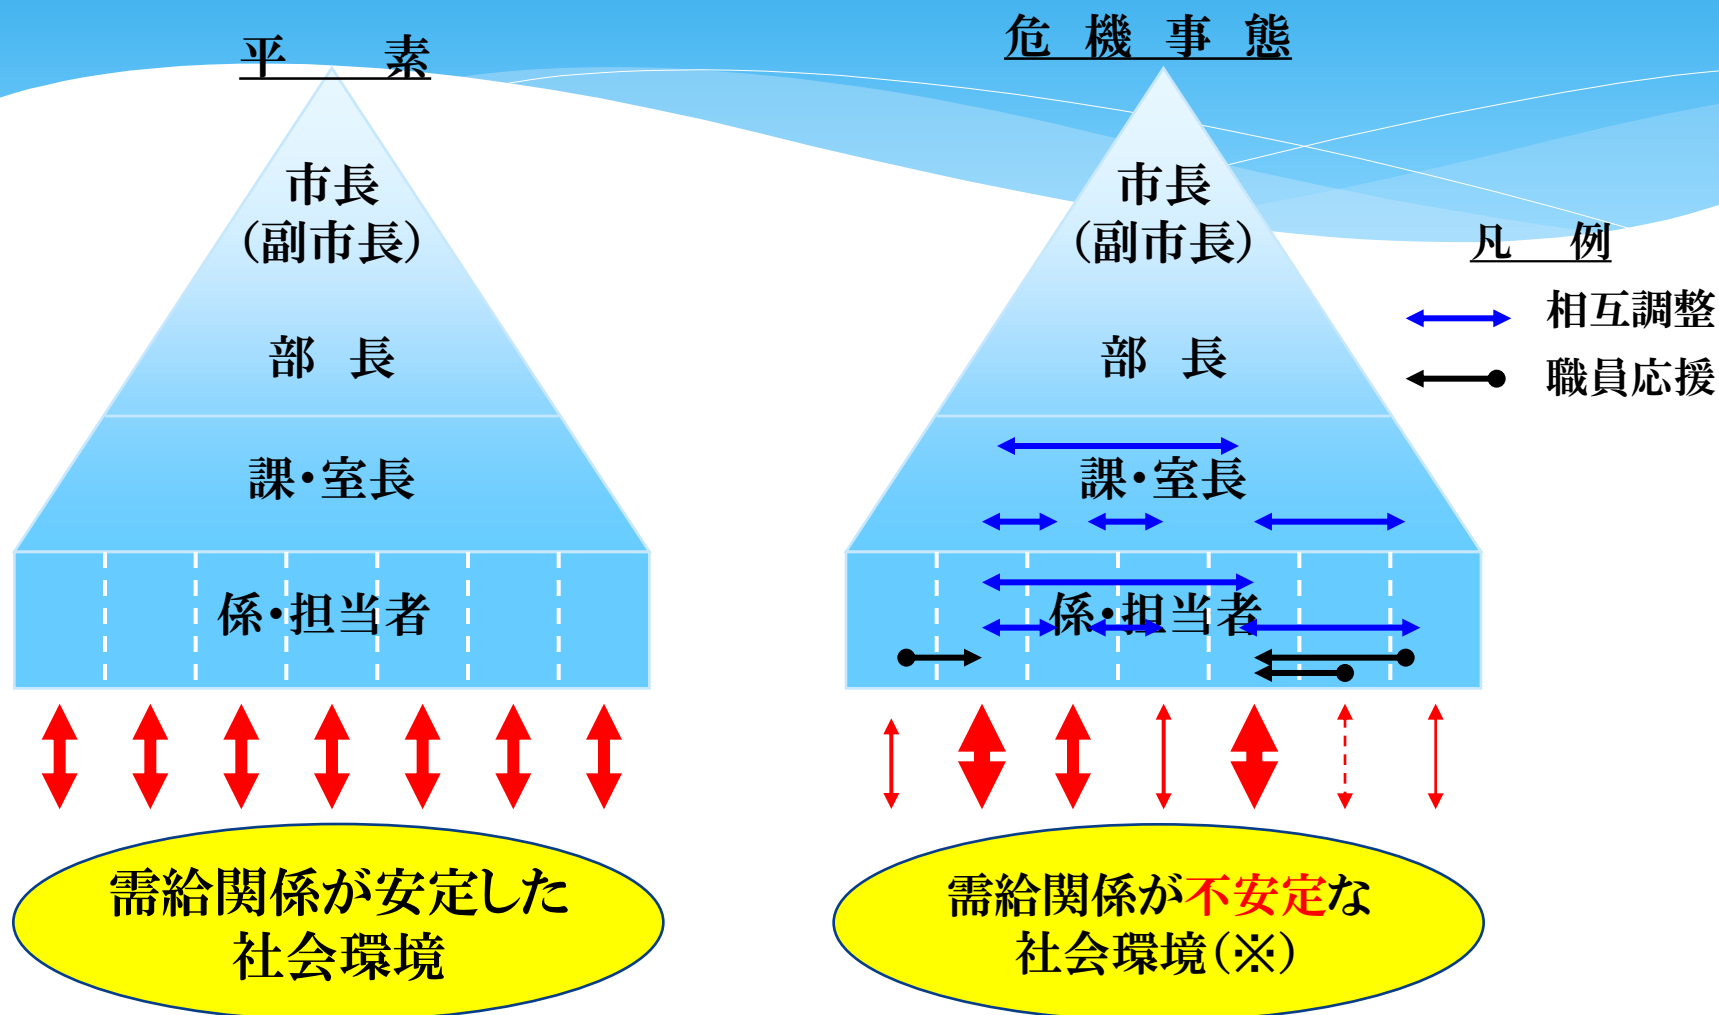 平　素
市長
（副市長）
部　長
課・室長
係・担当者
需給関係が安定した
社会環境
危機事態
市長
（副市長）
部　長
課・室長
係・担当者
需給関係が不安定な
社会環境（※）
凡　例
相互調整
職員応援